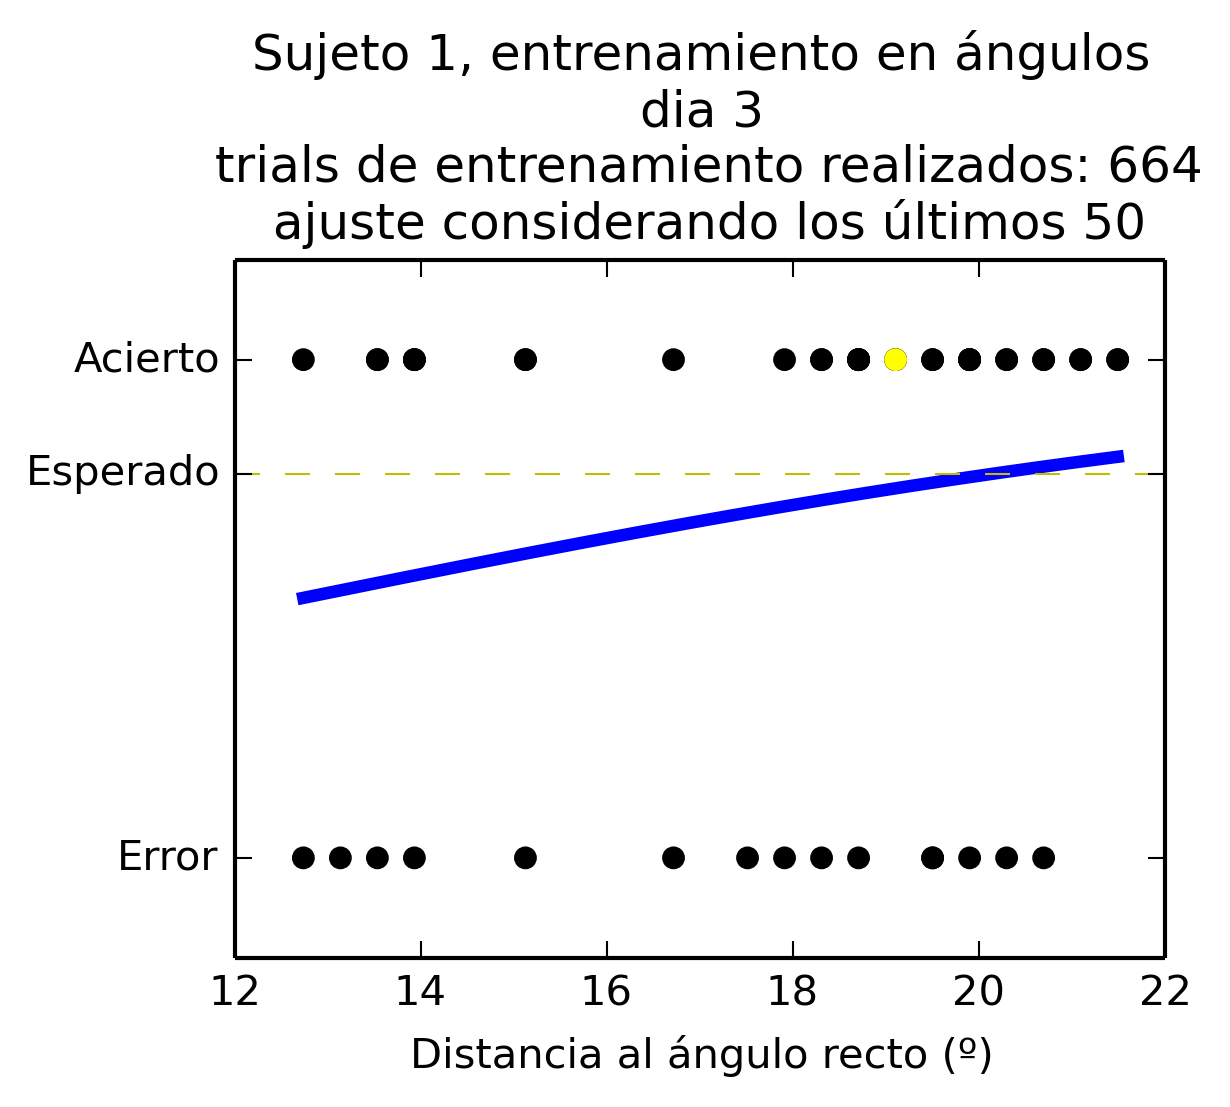 Sujeto 1, entrenamiento en ángulos
dia 3
trials de entrenamiento realizados: 664
ajuste considerando los últimos 50
Acierto
Esperado
Error
12 14 16 18 20 22
Distancia al ángulo recto (º)